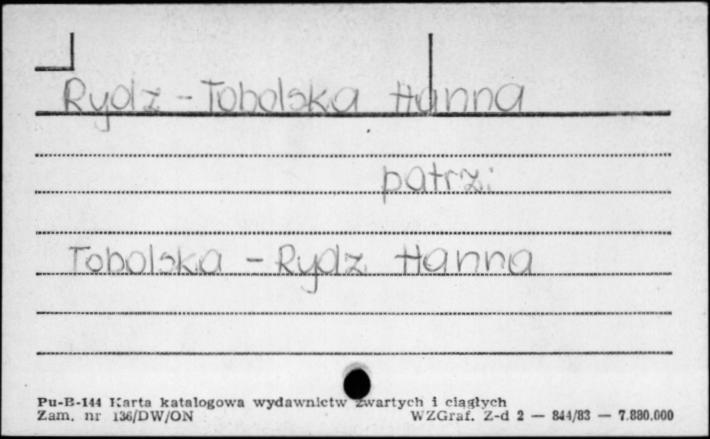 Rydz - Tobolska Hanna
patrz:
Tobolska - Rydz Hanna
Pu-B-144 Karta katalogowa wydawnictw zwartych i ciągłych
Zam. nr 136/DW/ON WZGraf. Z-d 2 — 844/83 — 7.880.000